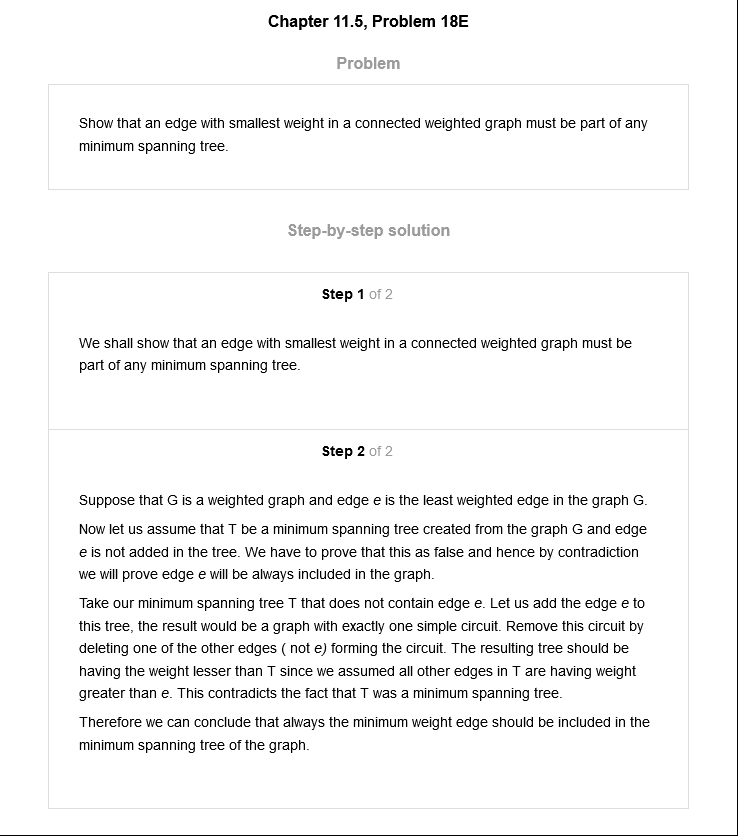 Chapter 11.5, Problem 18E
Problem
Show that an edge with smallest weight in a connected weighted graph must be part of any
minimum spanning tree.
Step-by-step solution
Step 1 of 2
We shall show that an edge with smallest weight in a connected weighted graph must be
part of any minimum spanning tree.
Step 2 of 2
Suppose that G is a weighted graph and edge e is the least weighted edge in the graph G.
Now let us assume that T be a minimum spanning tree created from the graph G and edge
e is not added in the tree. We have to prove that this as false and hence by contradiction
we will prove edge e will be always included in the graph.
Take our minimum spanning tree T that does not contain edge e. Let us add the edge e to
this tree, the result would be a graph with exactly one simple circuit. Remove this circuit by
deleting one of the other edges ( not e) forming the circuit. The resulting tree should be
having the weight lesser than T since we assumed all other edges in T are having weight
greater than e. This contradicts the fact that T was a minimum spanning tree.
Therefore we can conclude that always the minimum weight edge should be included in the
minimum spanning tree of the graph.